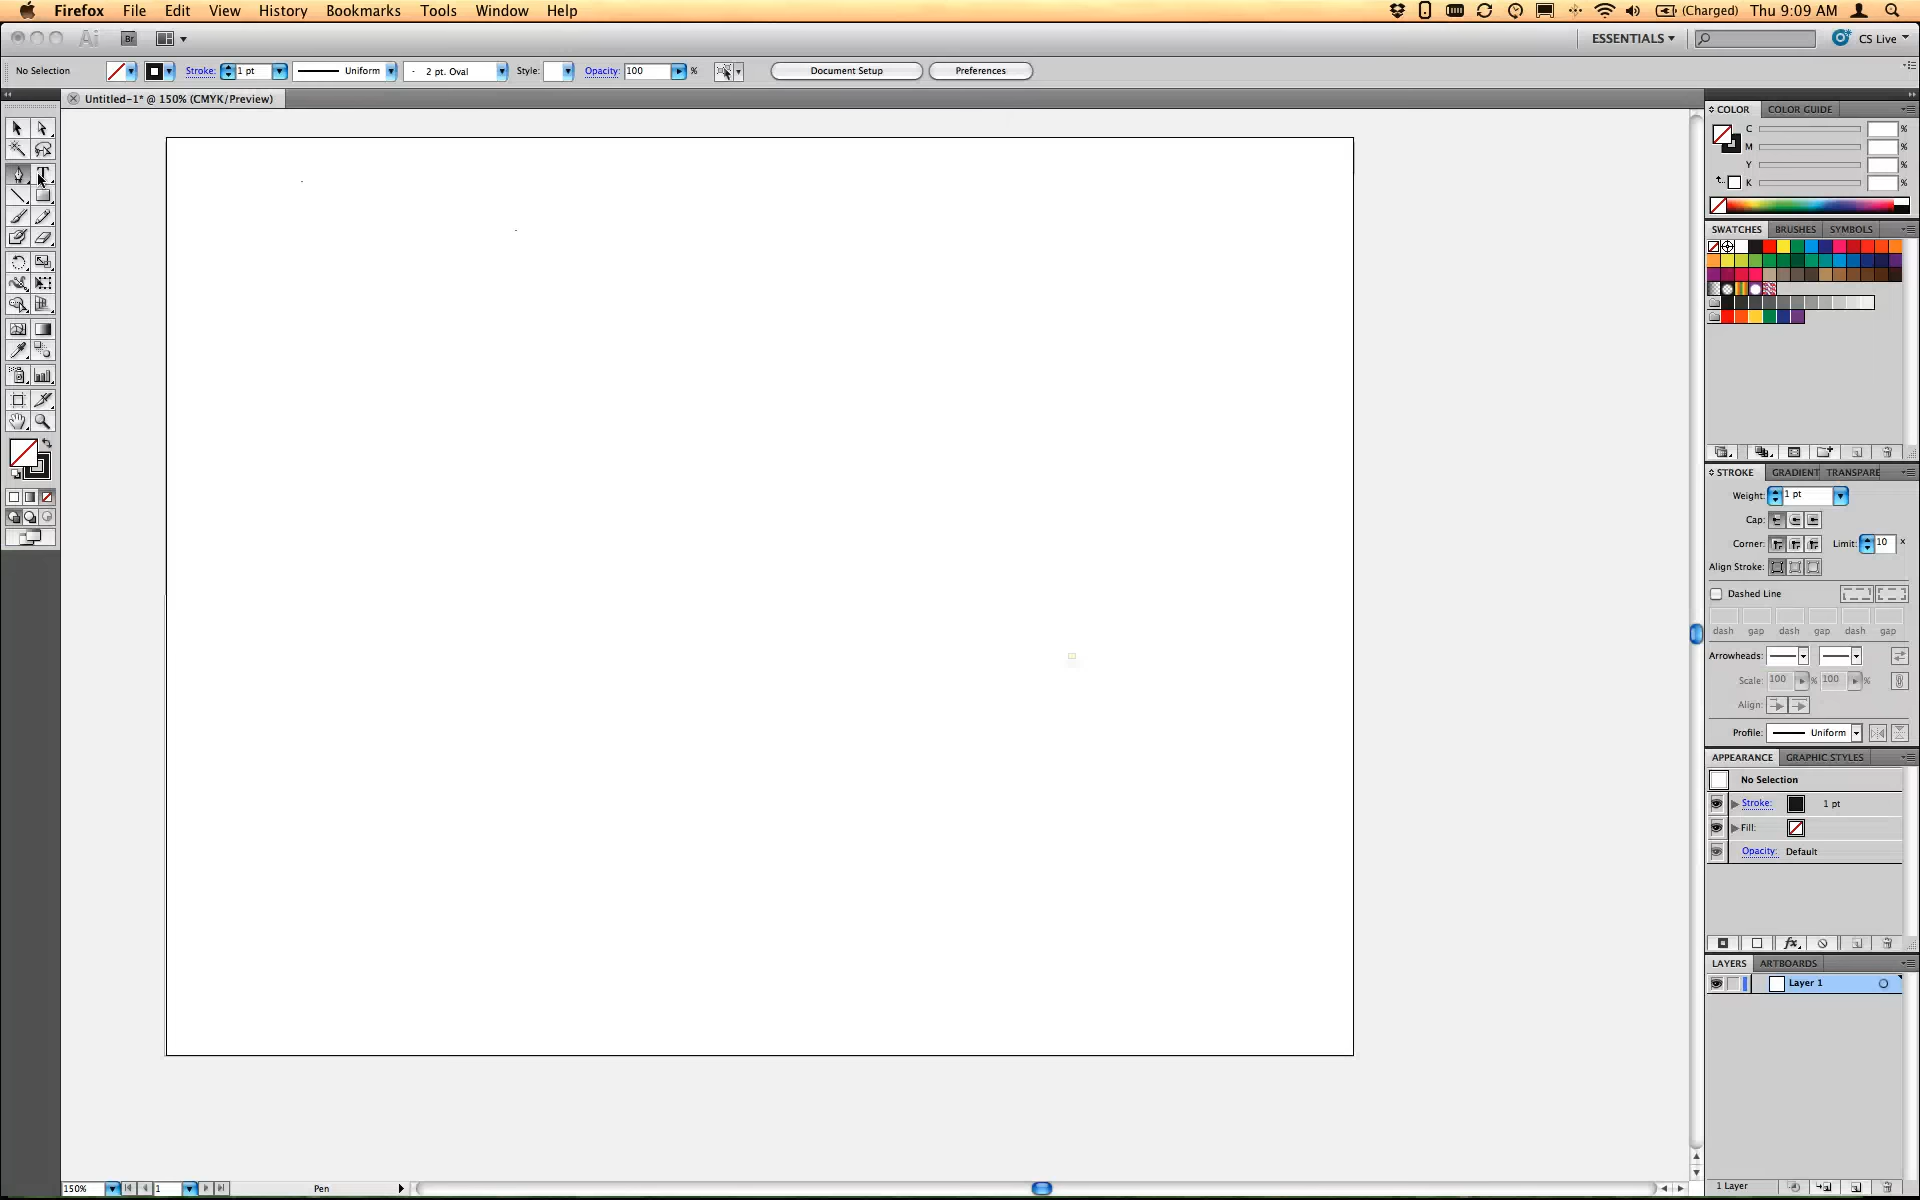 Firefox File Edit View History Bookmarks Tools Window Help (Charged) Thu 9:09 AM
Ai Br ESSENTIALS CS Live
No Selection Stroke: 1 pt Uniform 2 pt. Oval Style: Opacity: 100 % Document Setup Preferences
Untitled-1* @ 150% (CMYK/Preview)
COLOR COLOR GUIDE
C %
M %
Y %
K %
SWATCHES BRUSHES SYMBOLS
STROKE GRADIENT TRANSPARE
Weight: 1 pt
Cap:
Corner: Limit: 10 x
Align Stroke:
Dashed Line
dash gap dash gap dash gap
Arrowheads:
Scale: 100 % 100 %
Align:
Profile: Uniform
APPEARANCE GRAPHIC STYLES
No Selection
Stroke: 1 pt
Fill:
Opacity: Default
fx
LAYERS ARTBOARDS
Layer 1
1 Layer
150% 1 Pen